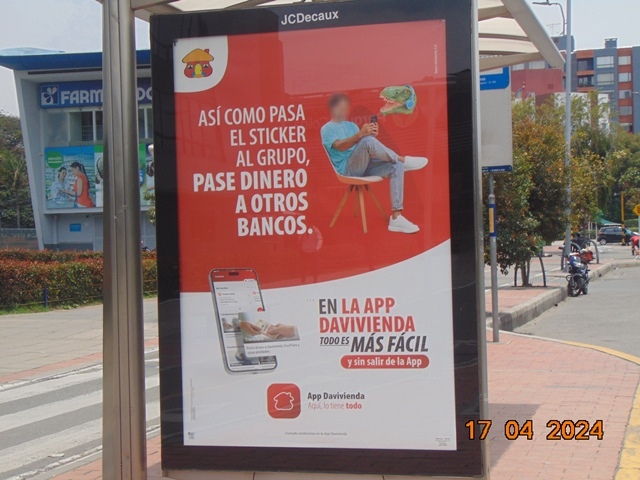 JCDecaux
FARM
ASÍ COMO PASA
EL STICKER
AL GRUPO,
PASE DINERO
A OTROS
BANCOS.
EN LA APP
DAVIVIENDA
TODO ES MÁS FÁCIL
y sin salir de la App
App Davivienda
Aquí, lo tiene todo
17 04 2024